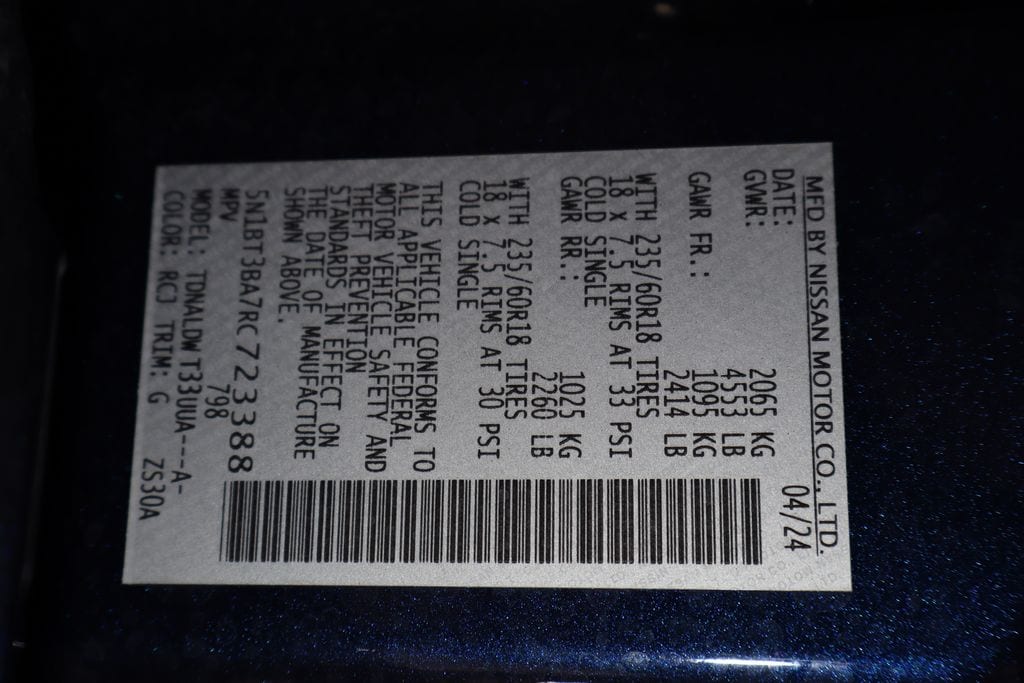 MFD BY NISSAN MOTOR CO., LTD.
DATE: 04/24
GVWR: 2065 KG
4553 LB
GAWR FR.: 1095 KG
2414 LB
WITH 235/60R18 TIRES
18 X 7.5 RIMS AT 33 PSI
COLD SINGLE
GAWR RR.: 1025 KG
2260 LB
WITH 235/60R18 TIRES
18 X 7.5 RIMS AT 30 PSI
COLD SINGLE
THIS VEHICLE CONFORMS TO
ALL APPLICABLE FEDERAL
MOTOR VEHICLE SAFETY AND
THEFT PREVENTION
STANDARDS IN EFFECT ON
THE DATE OF MANUFACTURE
SHOWN ABOVE.
5N1BT3BA7RC723388
MPV 798
MODEL: TDNALDWT33UUA---A-
COLOR: RCJ TRIM: G ZS30A